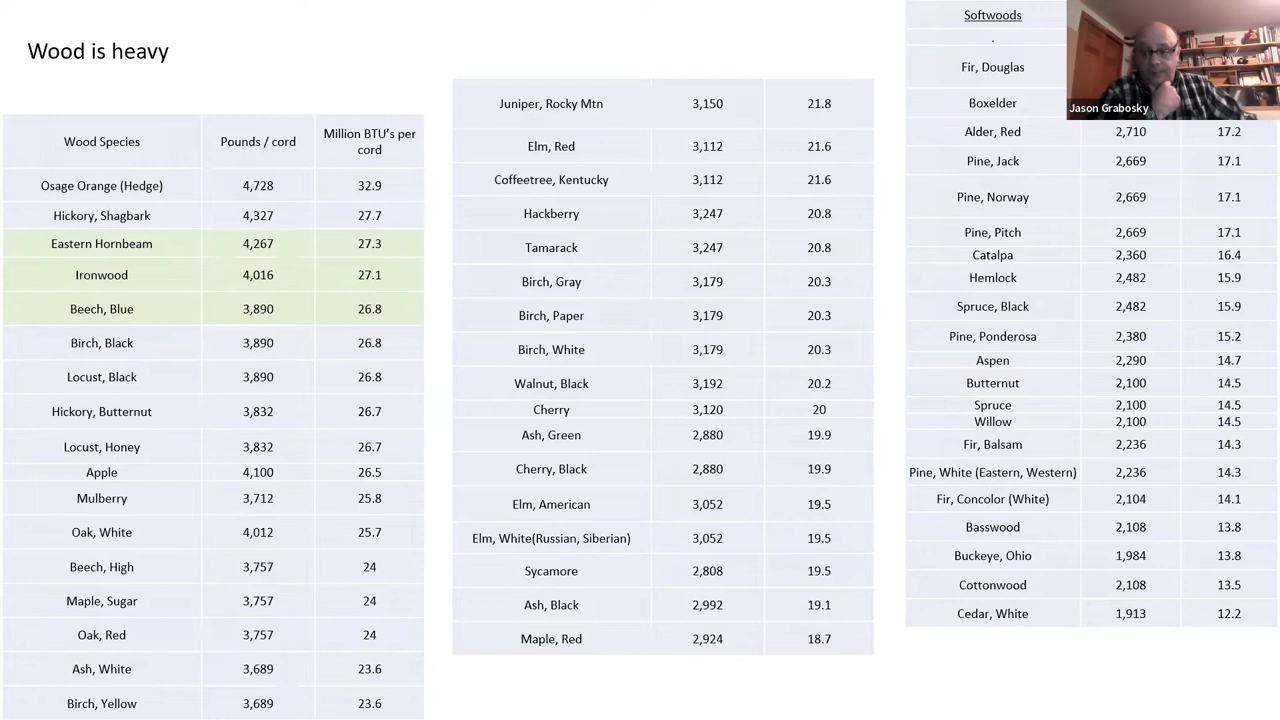 Wood is heavy
Wood Species Pounds / cord Million BTU's per cord
Osage Orange (Hedge) 4,728 32.9
Hickory, Shagbark 4,327 27.7
Eastern Hornbeam 4,267 27.3
Ironwood 4,016 27.1
Beech, Blue 3,890 26.8
Birch, Black 3,890 26.8
Locust, Black 3,890 26.8
Hickory, Butternut 3,832 26.7
Locust, Honey 3,832 26.7
Apple 4,100 26.5
Mulberry 3,712 25.8
Oak, White 4,012 25.7
Beech, High 3,757 24
Maple, Sugar 3,757 24
Oak, Red 3,757 24
Ash, White 3,689 23.6
Birch, Yellow 3,689 23.6
Juniper, Rocky Mtn 3,150 21.8
Elm, Red 3,112 21.6
Coffeetree, Kentucky 3,112 21.6
Hackberry 3,247 20.8
Tamarack 3,247 20.8
Birch, Gray 3,179 20.3
Birch, Paper 3,179 20.3
Birch, White 3,179 20.3
Walnut, Black 3,192 20.2
Cherry 3,120 20
Ash, Green 2,880 19.9
Cherry, Black 2,880 19.9
Elm, American 3,052 19.5
Elm, White(Russian, Siberian) 3,052 19.5
Sycamore 2,808 19.5
Ash, Black 2,992 19.1
Maple, Red 2,924 18.7
Softwoods
.
Fir, Douglas
Boxelder
Jason Grabosky
Alder, Red 2,710 17.2
Pine, Jack 2,669 17.1
Pine, Norway 2,669 17.1
Pine, Pitch 2,669 17.1
Catalpa 2,360 16.4
Hemlock 2,482 15.9
Spruce, Black 2,482 15.9
Pine, Ponderosa 2,380 15.2
Aspen 2,290 14.7
Butternut 2,100 14.5
Spruce 2,100 14.5
Willow 2,100 14.5
Fir, Balsam 2,236 14.3
Pine, White (Eastern, Western) 2,236 14.3
Fir, Concolor (White) 2,104 14.1
Basswood 2,108 13.8
Buckeye, Ohio 1,984 13.8
Cottonwood 2,108 13.5
Cedar, White 1,913 12.2